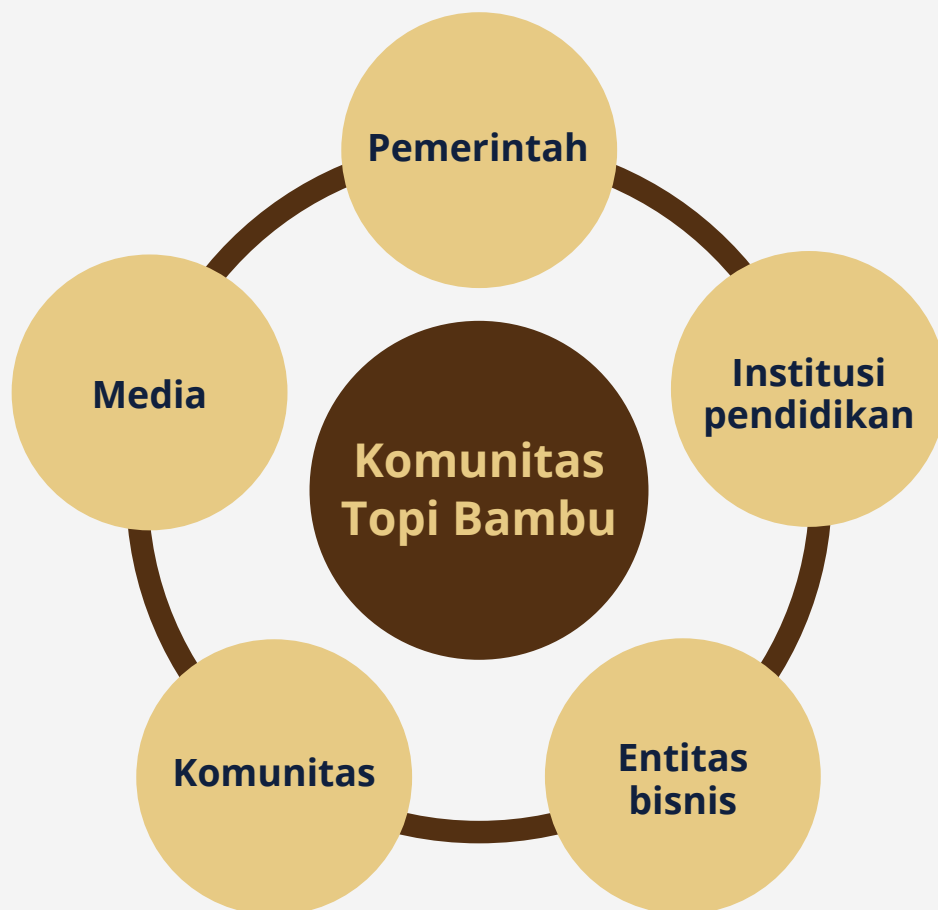 Pemerintah
Media
Institusi
pendidikan
Komunitas
Topi Bambu
Komunitas
Entitas
bisnis